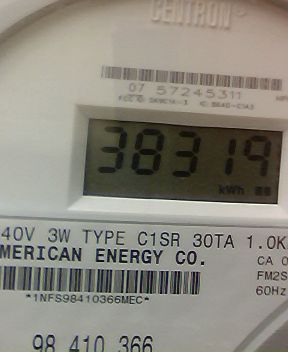 CENTRON®
07 57245311
38319
kWh
40V 3W TYPE C1SR 30TA 1.0K
MERICAN ENERGY CO.
CA 0
FM2S
60Hz
*1NFS98410366MEC*
98 410 366